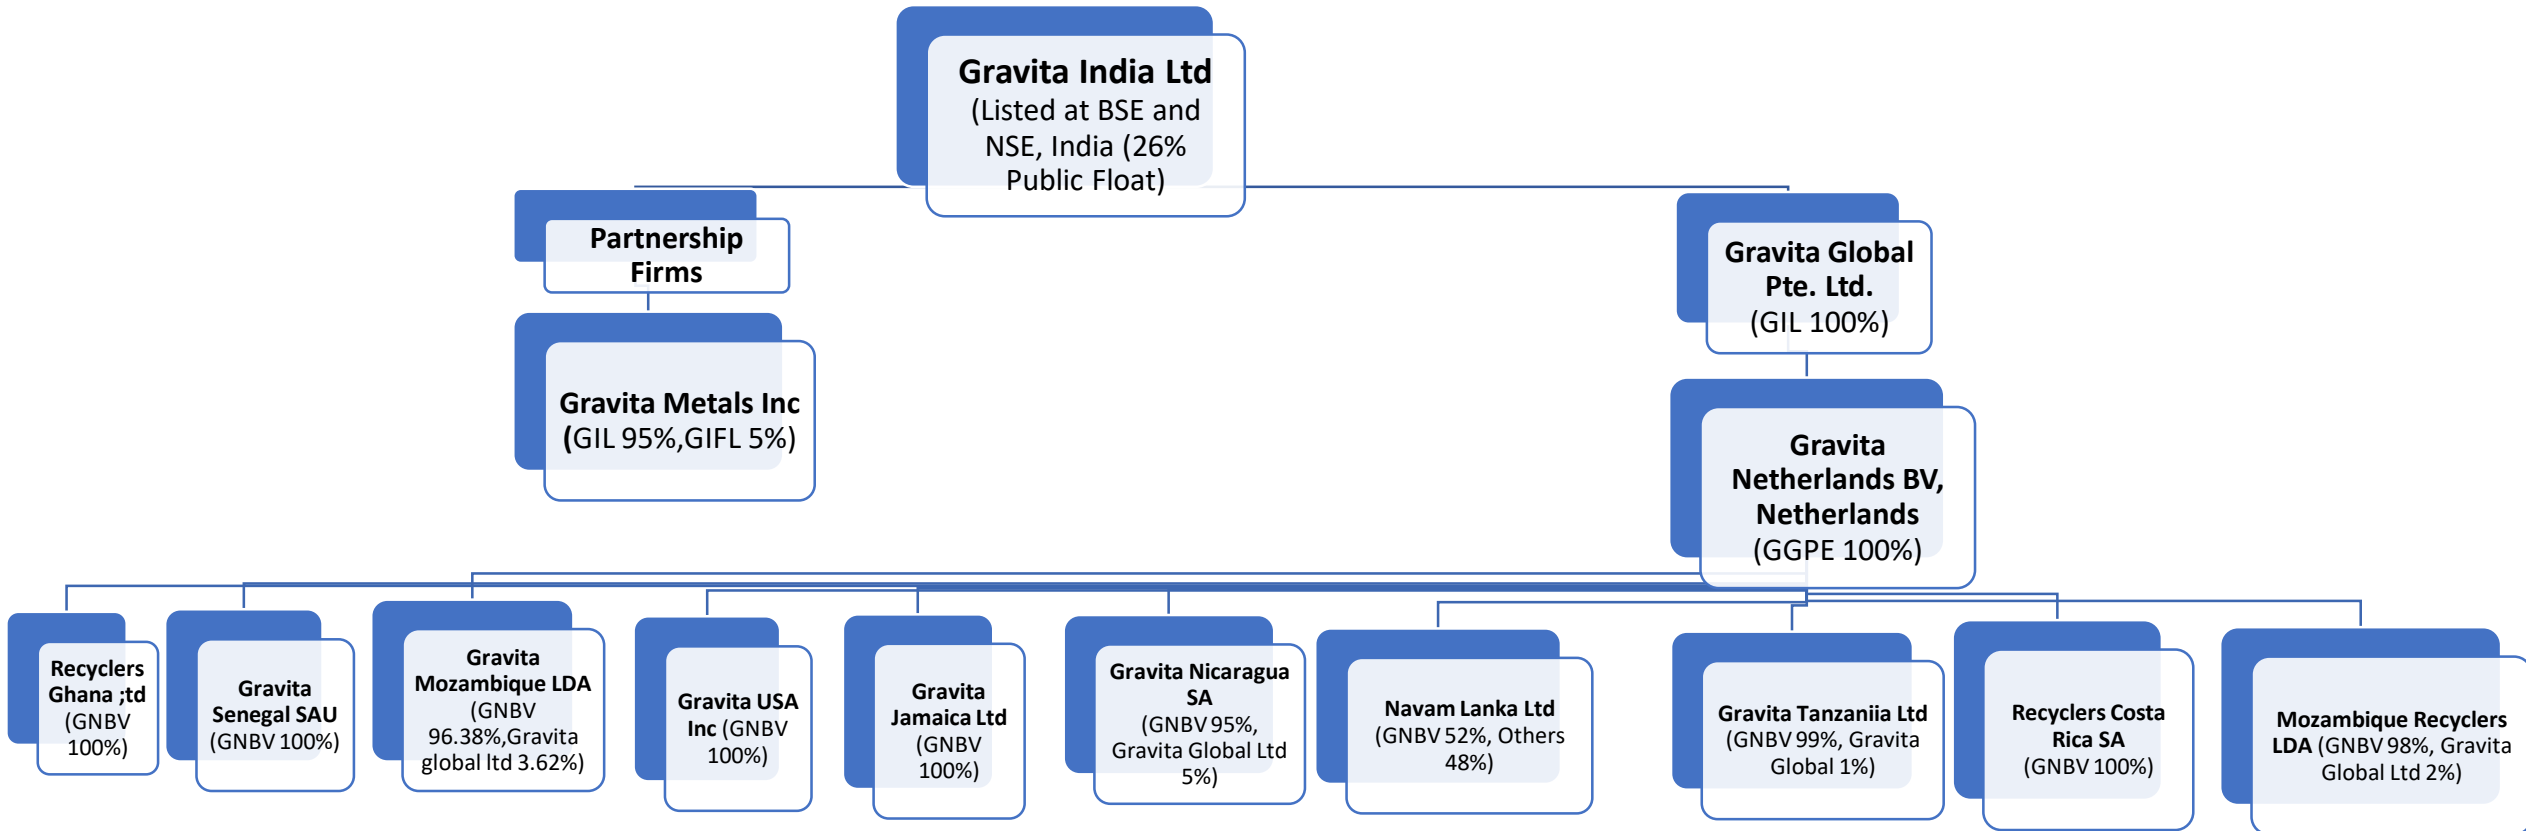 Gravita India Ltd
(Listed at BSE and
NSE, India (26%
Public Float)
Partnership
Firms
Gravita Global
Pte. Ltd.
(GIL 100%)
Gravita Metals Inc
(GIL 95%,GIFL 5%)
Gravita
Netherlands BV,
Netherlands
(GGPE 100%)
Recyclers
Ghana ;td
(GNBV
100%)
Gravita
Senegal SAU
(GNBV 100%)
Gravita
Mozambique LDA
(GNBV
96.38%,Gravita
global ltd 3.62%)
Gravita USA
Inc (GNBV
100%)
Gravita
Jamaica Ltd
(GNBV
100%)
Gravita Nicaragua
SA
(GNBV 95%,
Gravita Global Ltd
5%)
Navam Lanka Ltd
(GNBV 52%, Others
48%)
Gravita Tanzaniia Ltd
(GNBV 99%, Gravita
Global 1%)
Recyclers Costa
Rica SA
(GNBV 100%)
Mozambique Recyclers
LDA (GNBV 98%, Gravita
Global Ltd 2%)